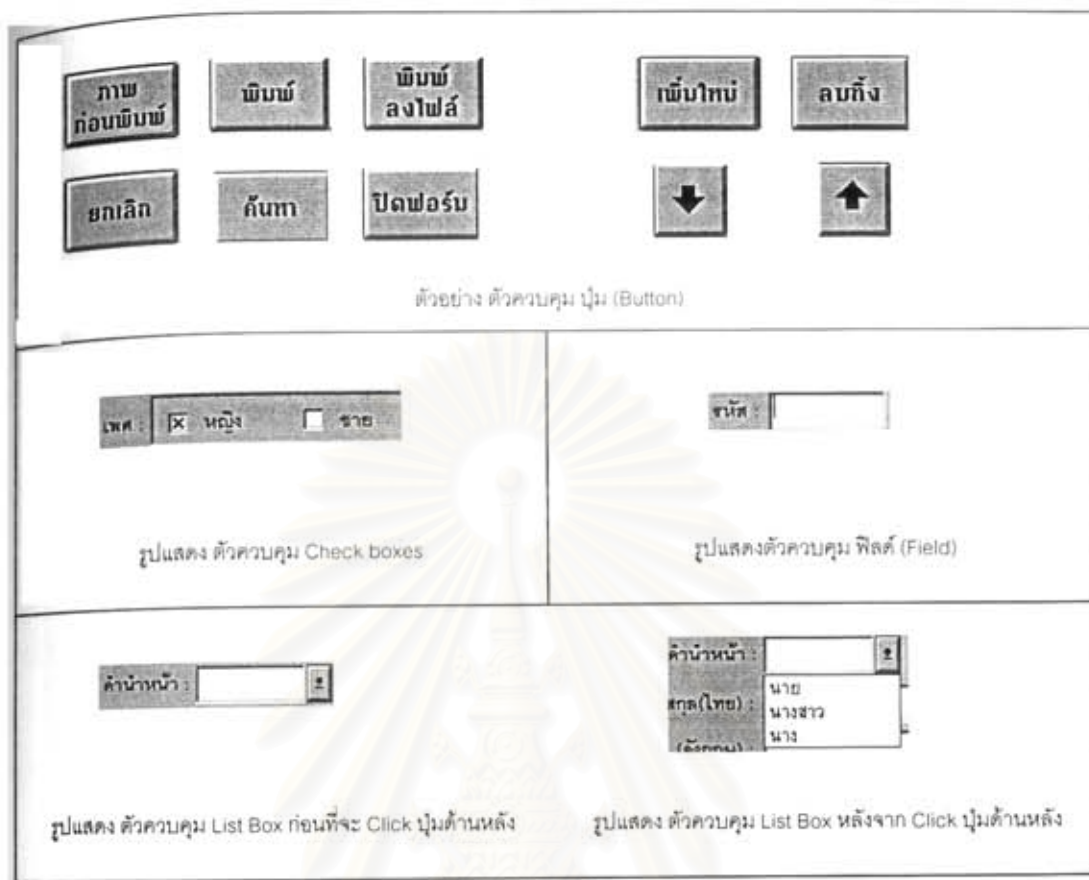 ภาพ
ก่อนพิมพ์
พิมพ์
พิมพ์
ลงไฟล์
เพิ่มใหม่
ลบทิ้ง
ยกเลิก
ค้นหา
ปิดฟอร์ม
ตัวอย่าง ตัวควบคุม ปุ่ม (Button)
เพศ : หญิง ชาย
รหัส :
รูปแสดง ตัวควบคุม Check boxes
รูปแสดงตัวควบคุม ฟิลด์ (Field)
คำนำหน้า :
คำนำหน้า :
สกุล(ไทย) :
นาย
นางสาว
นาง
รูปแสดง ตัวควบคุม List Box ก่อนที่จะ Click ปุ่มด้านหลัง
รูปแสดง ตัวควบคุม List Box หลังจาก Click ปุ่มด้านหลัง